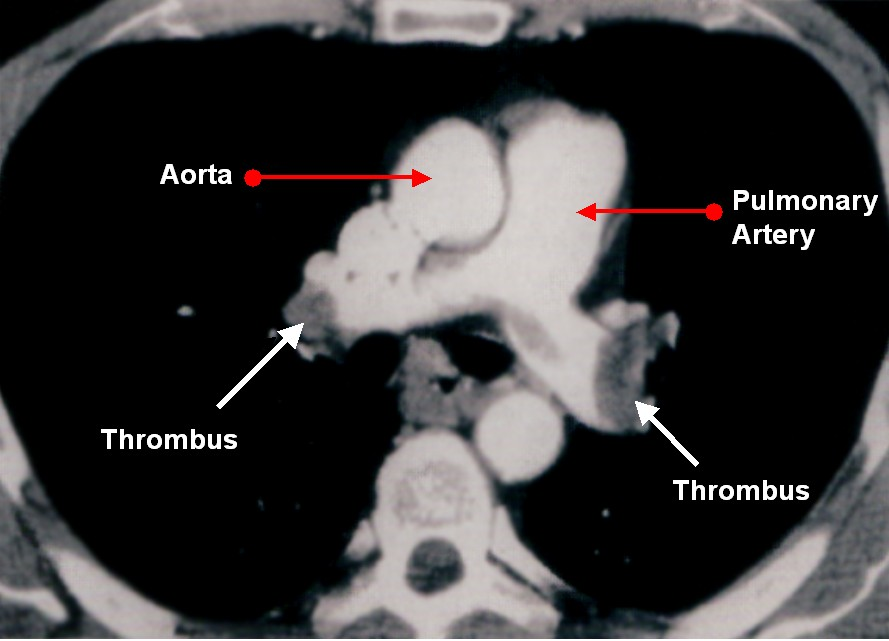 Aorta
Pulmonary
Artery
Thrombus
Thrombus